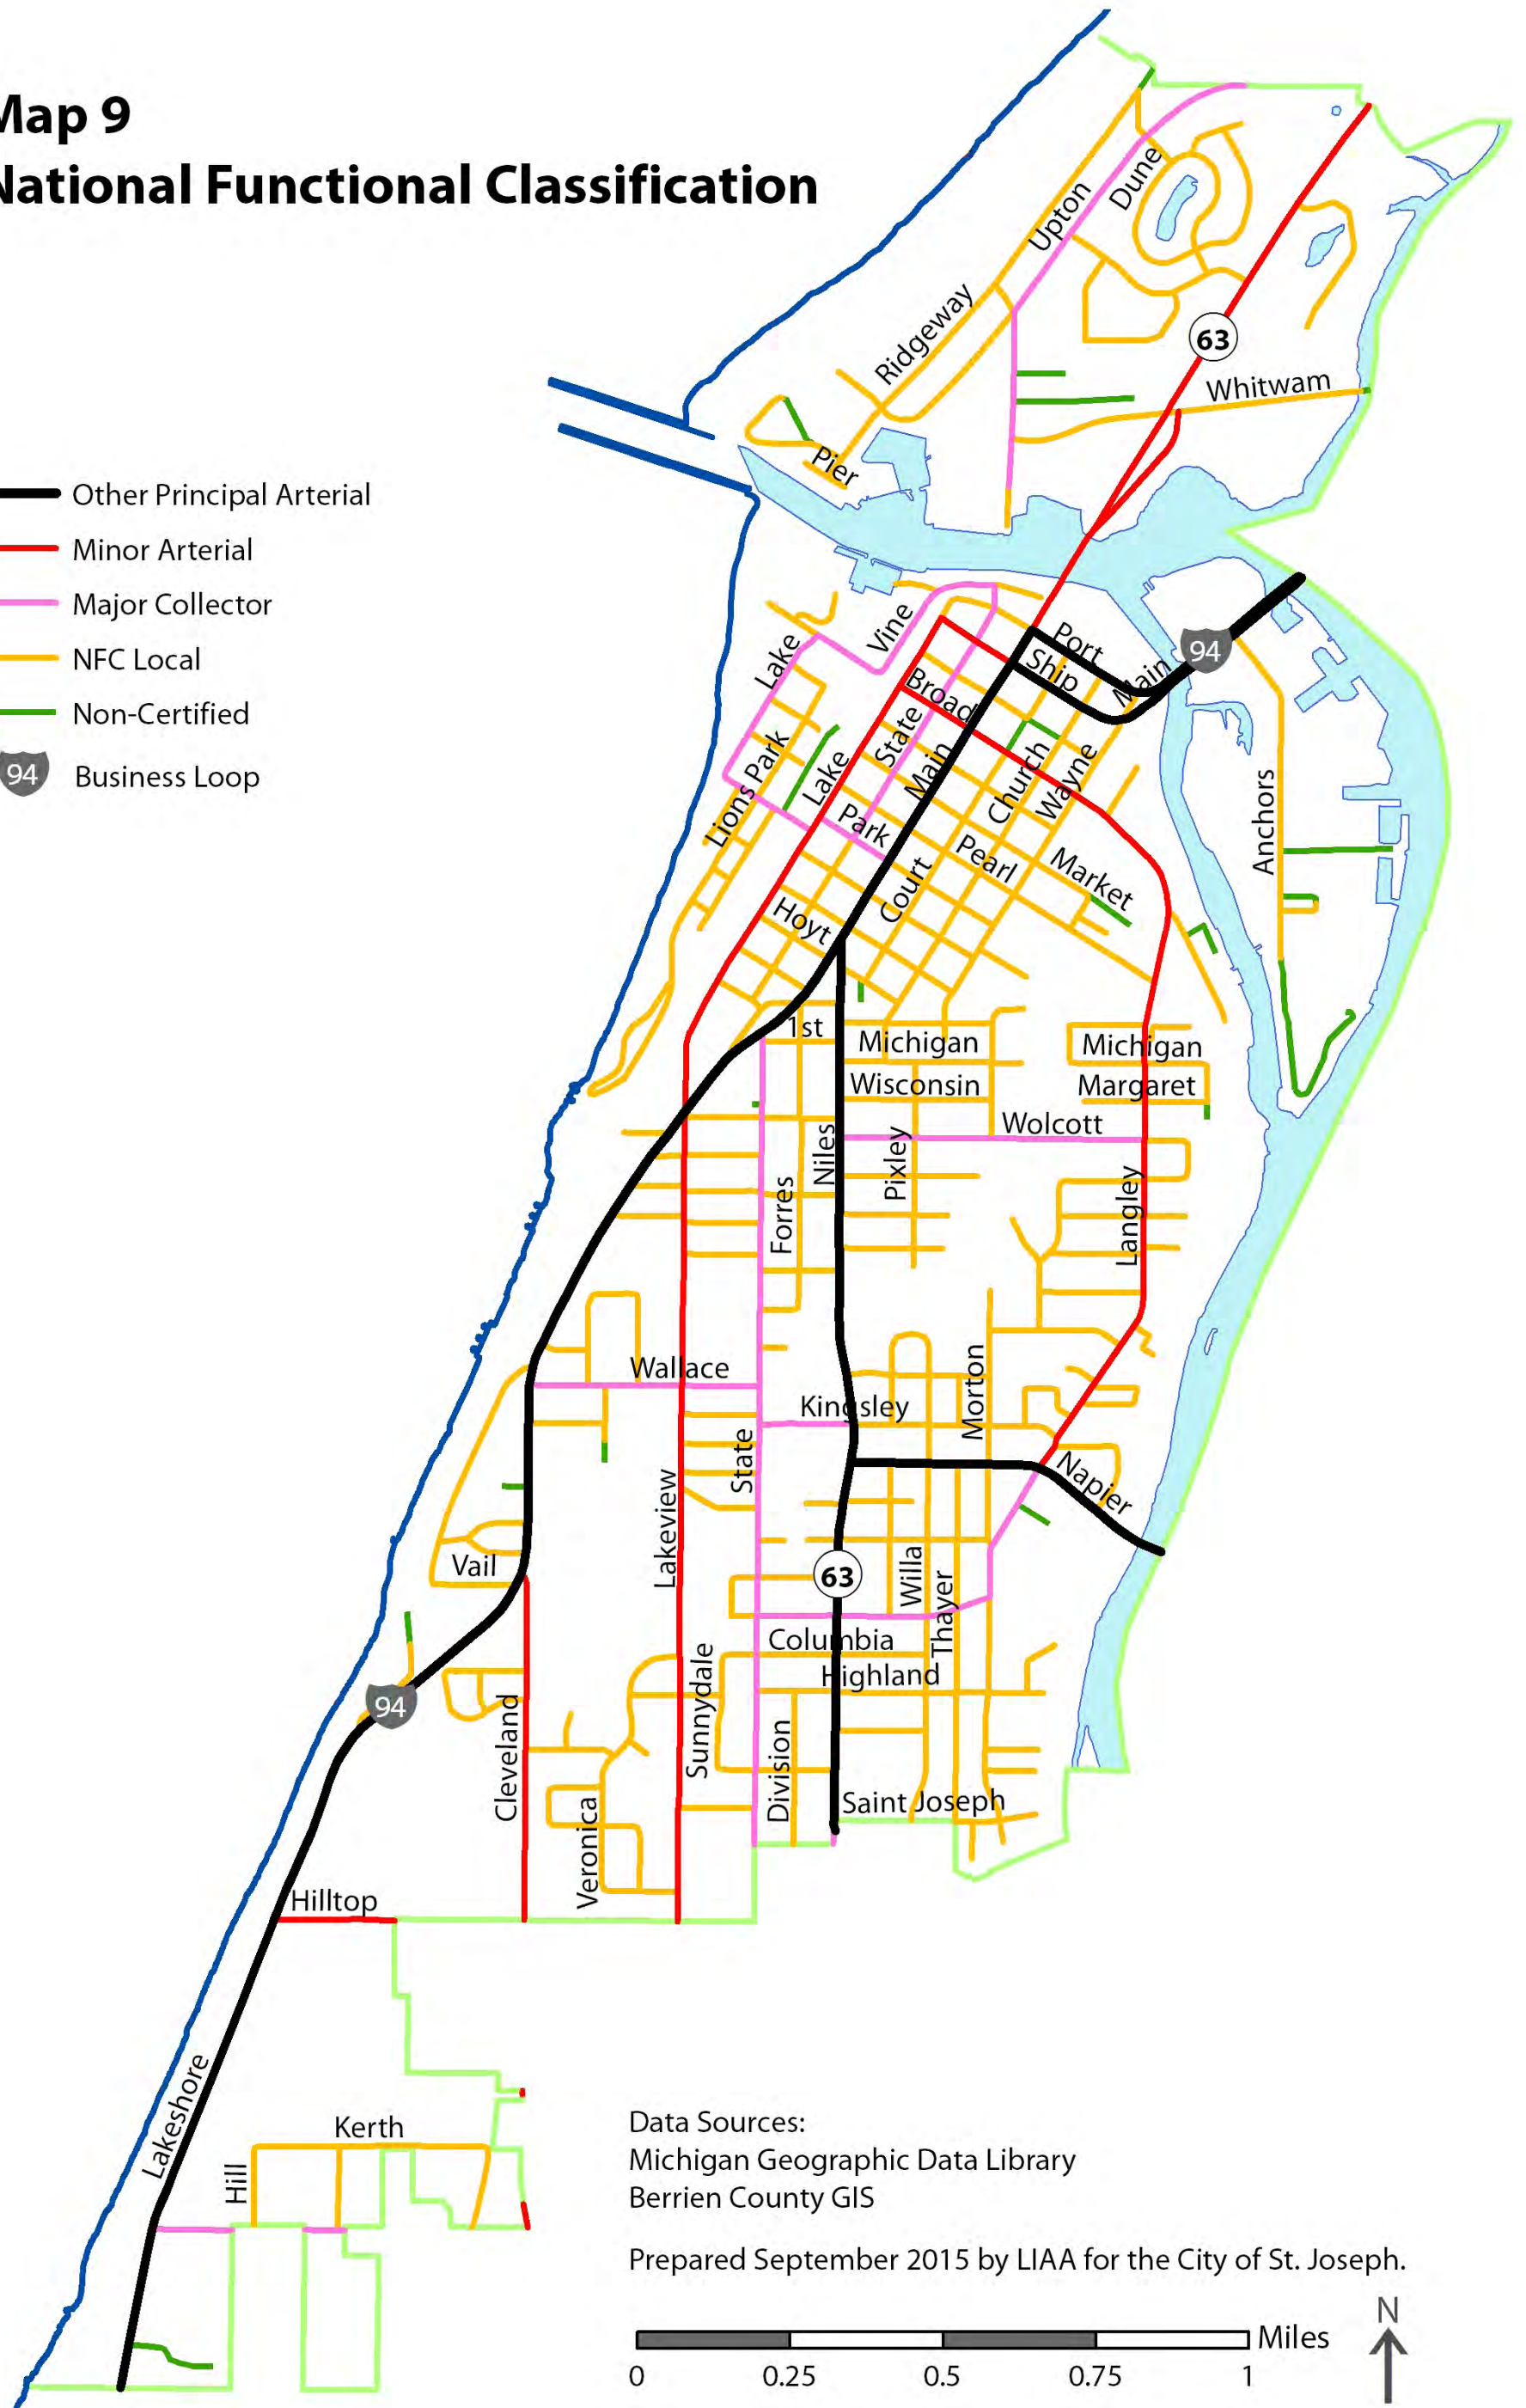 Map 9
National Functional Classification
Other Principal Arterial
Minor Arterial
Major Collector
NFC Local
Non-Certified
94 Business Loop
Upton
Dune
Ridgeway
63
Whitwam
Pier
Vine
Lake
Port
Ship
Main
94
Broad
State
Main
Lions Park
Lake
Church
Wayne
Park
Pearl
Market
Anchors
Court
Hoyt
1st
Michigan
Michigan
Wisconsin
Margaret
Wolcott
Niles
Pixley
Forres
Langley
Wallace
Kingsley
Morton
State
Lakeview
Napier
Vail
63
Willa
Thayer
Columbia
Highland
Sunnydale
94
Cleveland
Division
Saint Joseph
Veronica
Hilltop
Lakeshore
Kerth
Hill
Data Sources:
Michigan Geographic Data Library
Berrien County GIS
Prepared September 2015 by LIAA for the City of St. Joseph.
N
Miles
0 0.25 0.5 0.75 1